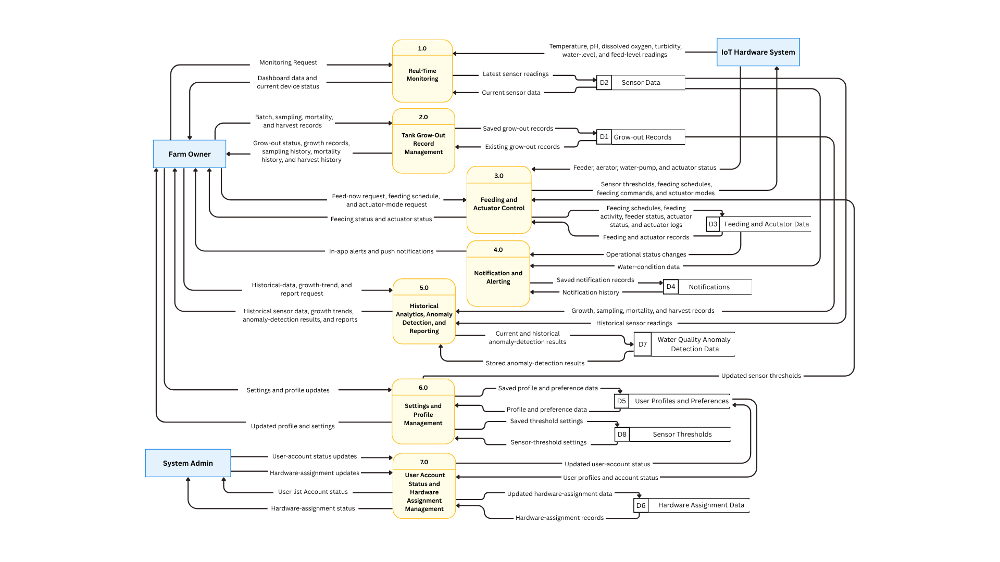 1.0
Real-Time
Monitoring
Temperature, pH, dissolved oxygen, turbidity,
water-level, and feed-level readings
IoT Hardware System
Monitoring Request
Dashboard data and
current device status
Latest sensor readings
Current sensor data
D2
Sensor Data
2.0
Tank Grow-Out
Record
Management
Batch, sampling, mortality,
and harvest records
Grow-out status, growth records,
sampling history, mortality
history, and harvest history
Farm Owner
Saved grow-out records
Existing grow-out records
D1
Grow-out Records
3.0
Feeding and
Actuator Control
Feeder, aerator, water-pump, and actuator status
Sensor thresholds, feeding schedules,
feeding commands, and actuator modes
Feed-now request, feeding schedule,
and actuator-mode request
Feeding status and actuator status
Feeding schedules, feeding
activity, feeder status, actuator
status, and actuator logs
Feeding and actuator records
D3
Feeding and Acutator Data
4.0
Notification and
Alerting
In-app alerts and push notifications
Operational status changes
Water-condition data
Saved notification records
Notification history
D4
Notifications
5.0
Historical
Analytics, Anomaly
Detection, and
Reporting
Historical-data, growth-trend, and
report request
Historical sensor data, growth trends,
anomaly-detection results, and reports
Growth, sampling, mortality, and harvest records
Historical sensor readings
Current and historical
anomaly-detection results
Stored anomaly-detection results
D7
Water Quality Anomaly
Detection Data
Updated sensor thresholds
6.0
Settings and
Profile
Management
Settings and profile updates
Updated profile and settings
Saved profile and preference data
Profile and preference data
D5
User Profiles and Preferences
Saved threshold settings
Sensor-threshold settings
D8
Sensor Thresholds
System Admin
7.0
User Account
Status and
Hardware
Assignment
Management
User-account status updates
Hardware-assignment updates
User list Account status
Hardware-assignment status
Updated user-account status
User profiles and account status
Updated hardware-assignment data
Hardware-assignment records
D6
Hardware Assignment Data